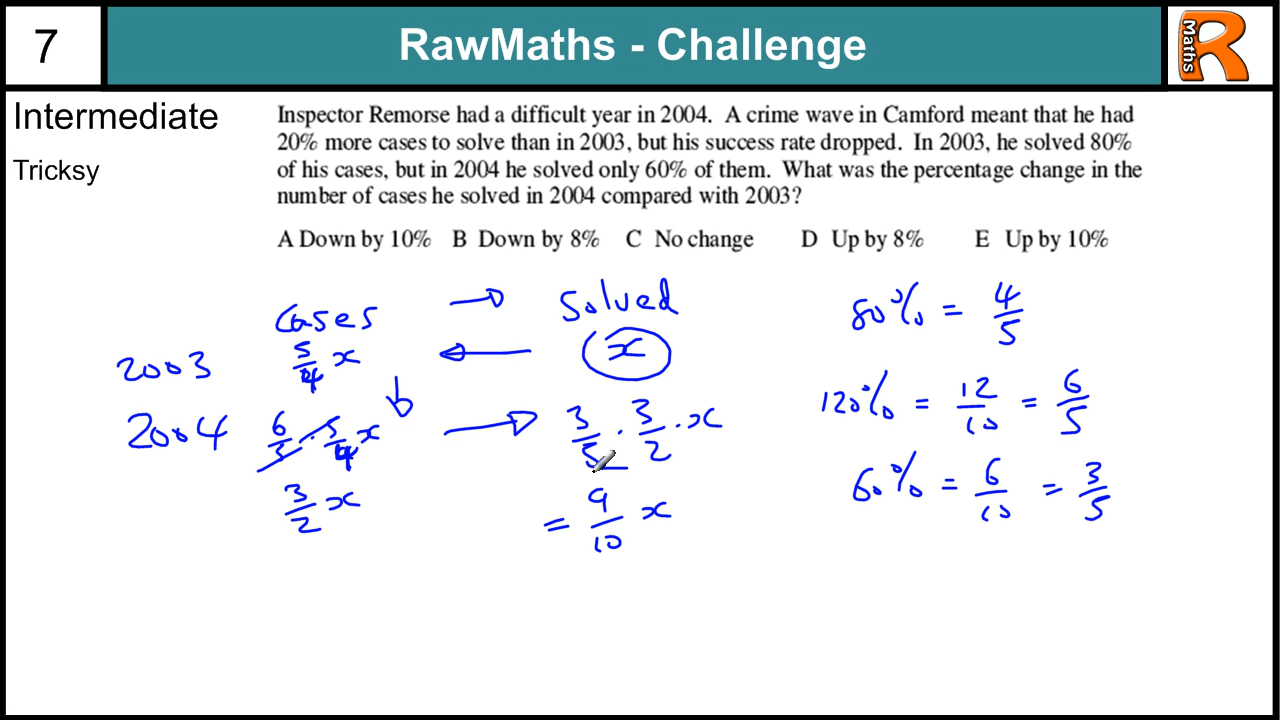 7
RawMaths - Challenge
Maths R
Intermediate
Tricksy
Inspector Remorse had a difficult year in 2004. A crime wave in Camford meant that he had
20% more cases to solve than in 2003, but his success rate dropped. In 2003, he solved 80%
of his cases, but in 2004 he solved only 60% of them. What was the percentage change in the
number of cases he solved in 2004 compared with 2003?
A Down by 10% B Down by 8% C No change D Up by 8% E Up by 10%
Cases → Solved
80% = 4/5
2003 5/4 x ← x
120% = 12/10 = 6/5
2004 6/5 · 5/4 x → 3/5 · 3/2 · x
60% = 6/10 = 3/5
3/2 x
= 9/10 x